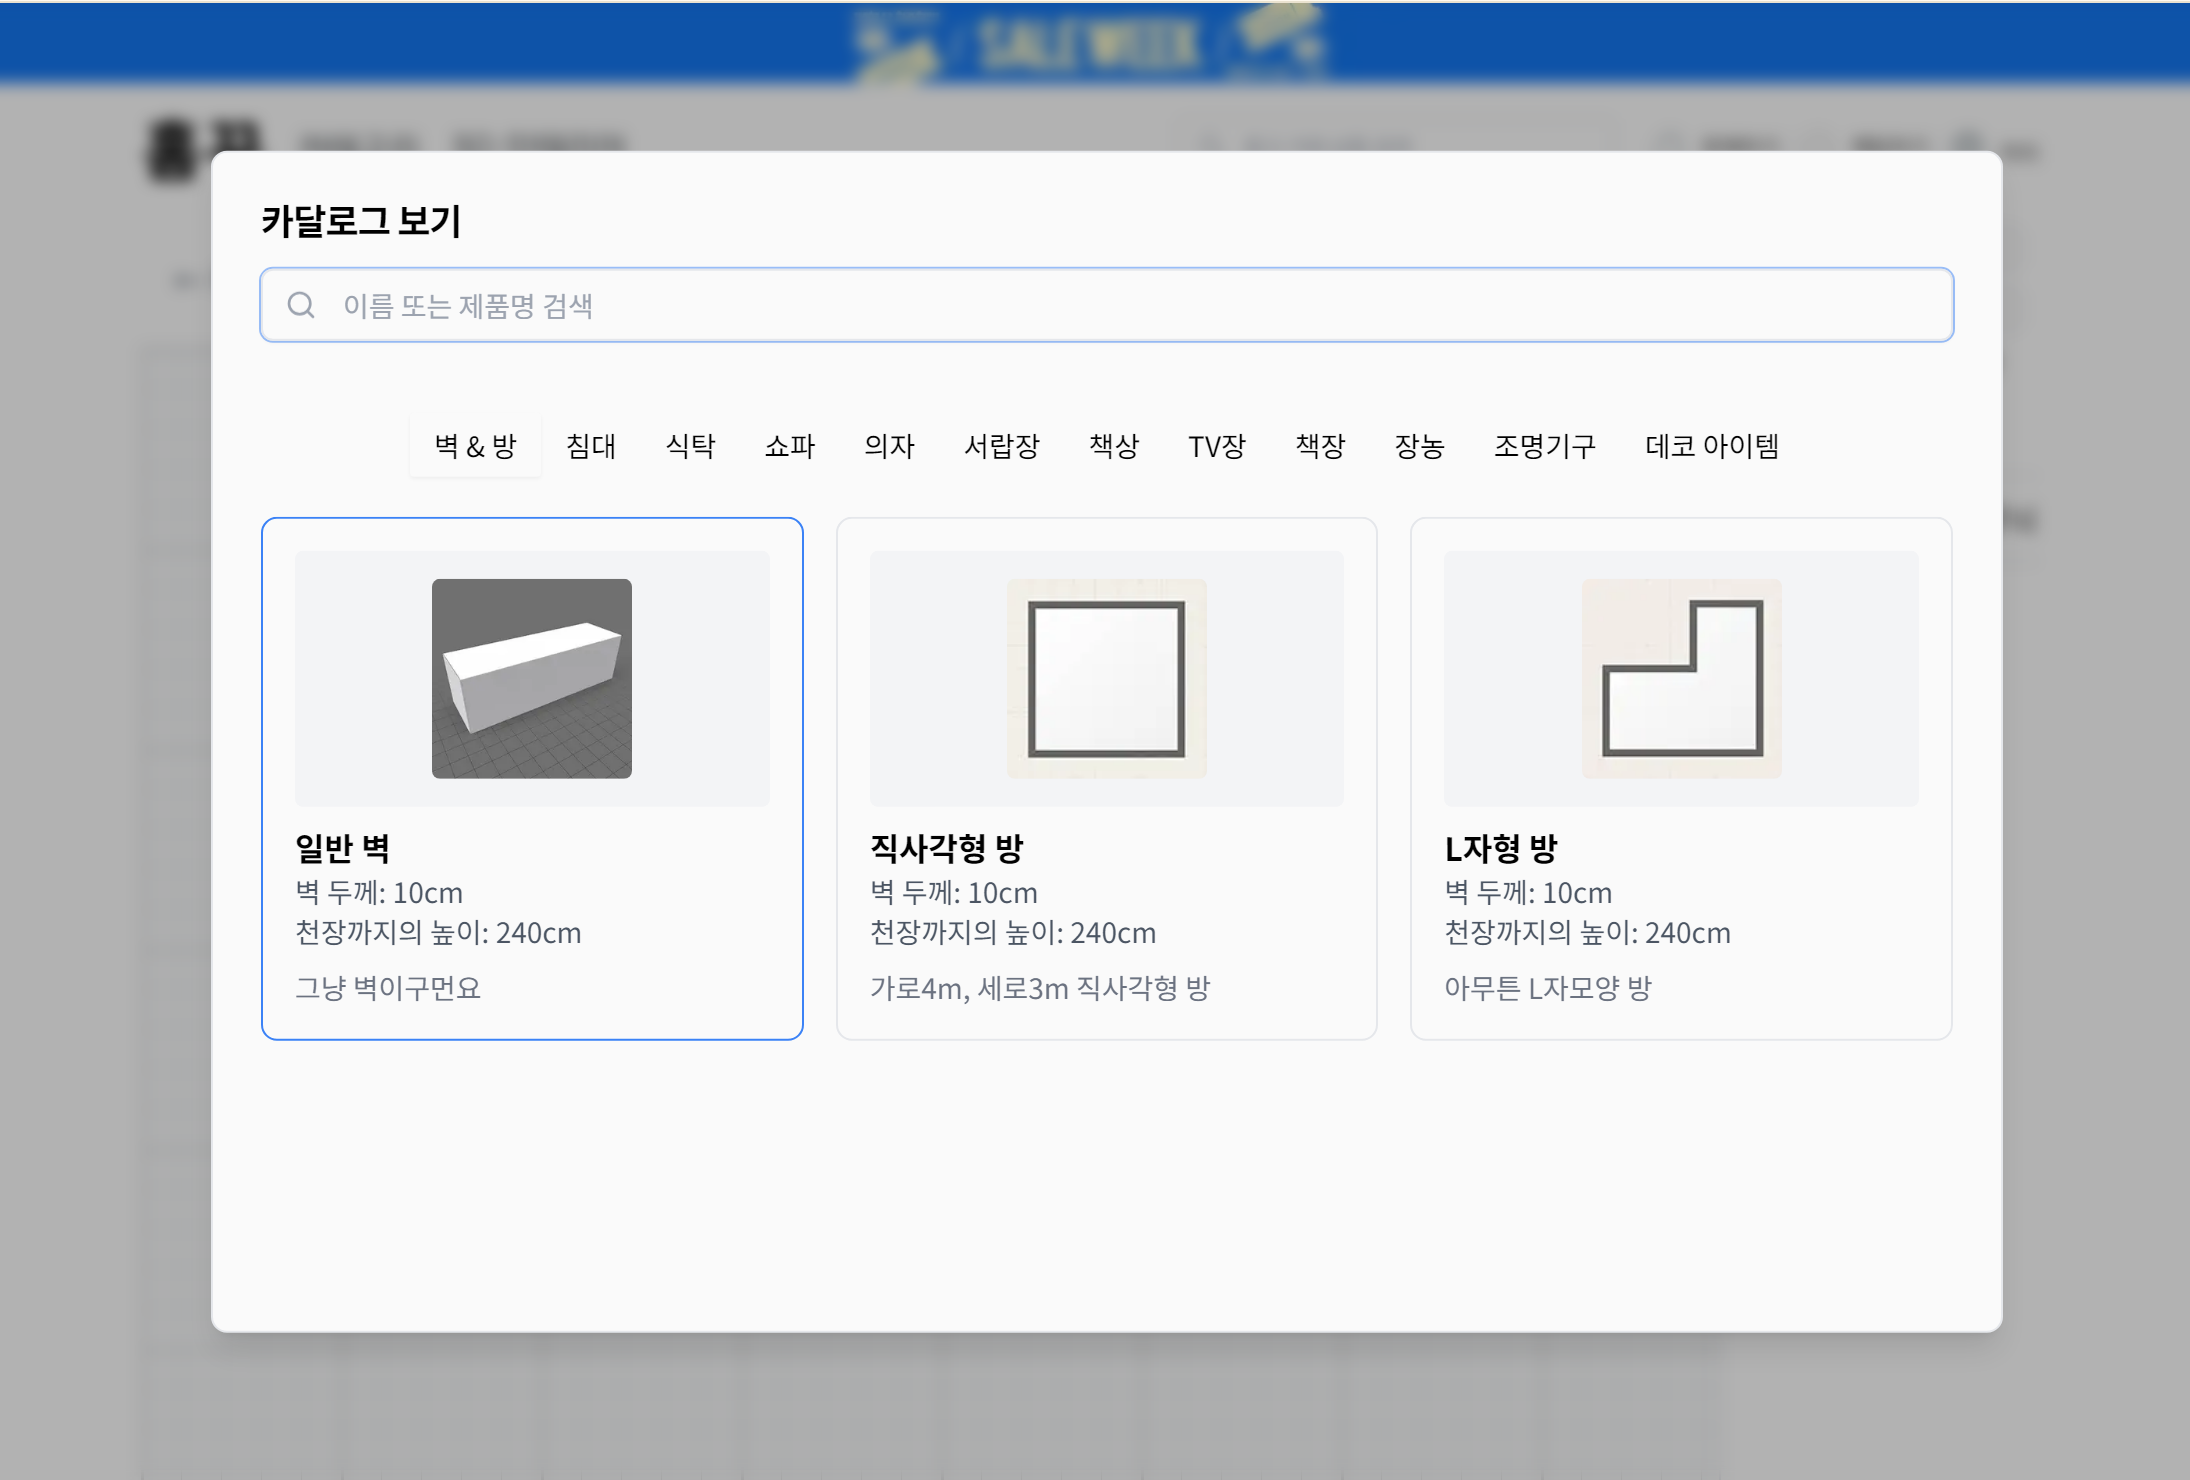 SALE WEEK
카달로그 보기
이름 또는 제품명 검색
벽 & 방 침대 식탁 쇼파 의자 서랍장 책상 TV장 책장 장농 조명기구 데코 아이템
일반 벽
벽 두께: 10cm
천장까지의 높이: 240cm
그냥 벽이구먼요
직사각형 방
벽 두께: 10cm
천장까지의 높이: 240cm
가로4m, 세로3m 직사각형 방
L자형 방
벽 두께: 10cm
천장까지의 높이: 240cm
아무튼 L자모양 방